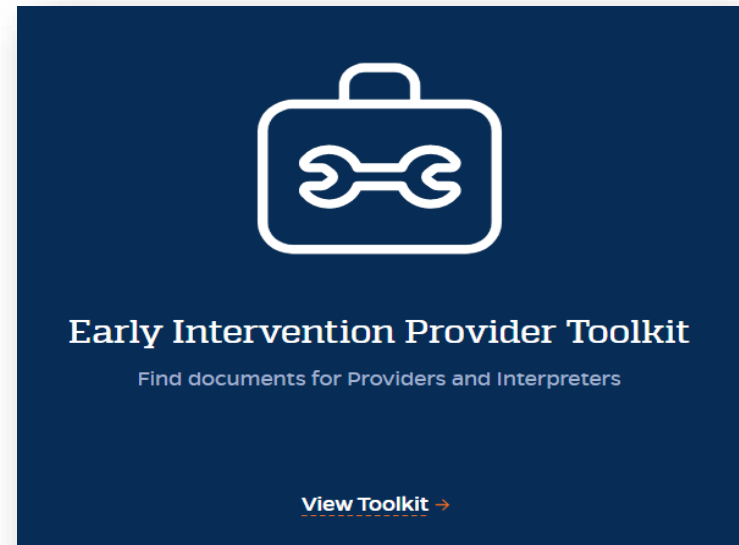 Early Intervention Provider Toolkit
Find documents for Providers and Interpreters
View Toolkit →